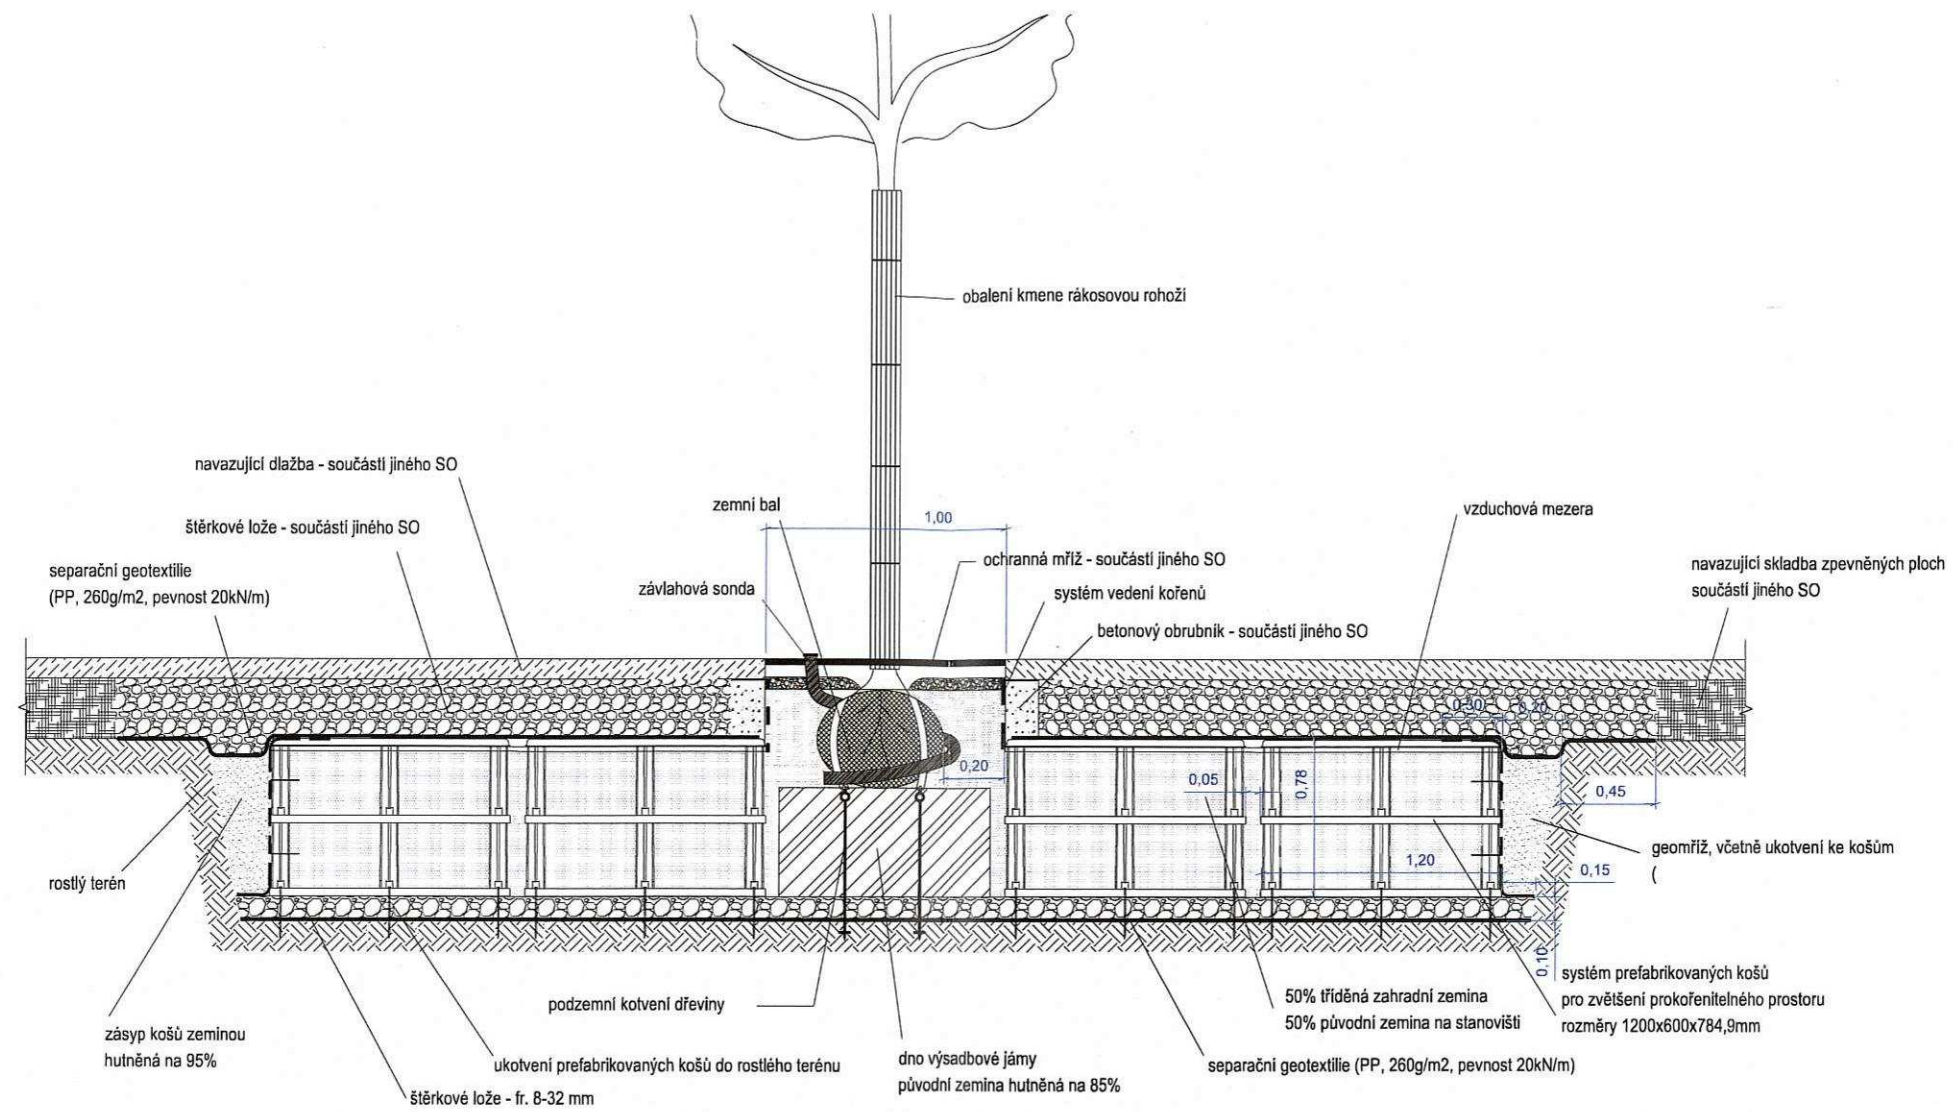 obalení kmene rákosovou rohoží
navazující dlažba - součástí jiného SO
štěrkové lože - součástí jiného SO
separační geotextilie
(PP, 260g/m2, pevnost 20kN/m)
zemní bal
závlahová sonda
1,00
ochranná mříž - součástí jiného SO
systém vedení kořenů
betonový obrubník - součástí jiného SO
vzduchová mezera
navazující skladba zpevněných ploch
součástí jiného SO
0,30
0,20
0,20
0,05
0,78
0,45
1,20
0,15
0,10
geomříž, včetně ukotvení ke košům
(
rostlý terén
zásyp košů zeminou
hutněná na 95%
podzemní kotvení dřeviny
ukotvení prefabrikovaných košů do rostlého terénu
štěrkové lože - fr. 8-32 mm
dno výsadbové jámy
původní zemina hutněná na 85%
50% tříděná zahradní zemina
50% původní zemina na stanovišti
separační geotextilie (PP, 260g/m2, pevnost 20kN/m)
systém prefabrikovaných košů
pro zvětšení prokořenitelného prostoru
rozměry 1200x600x784,9mm